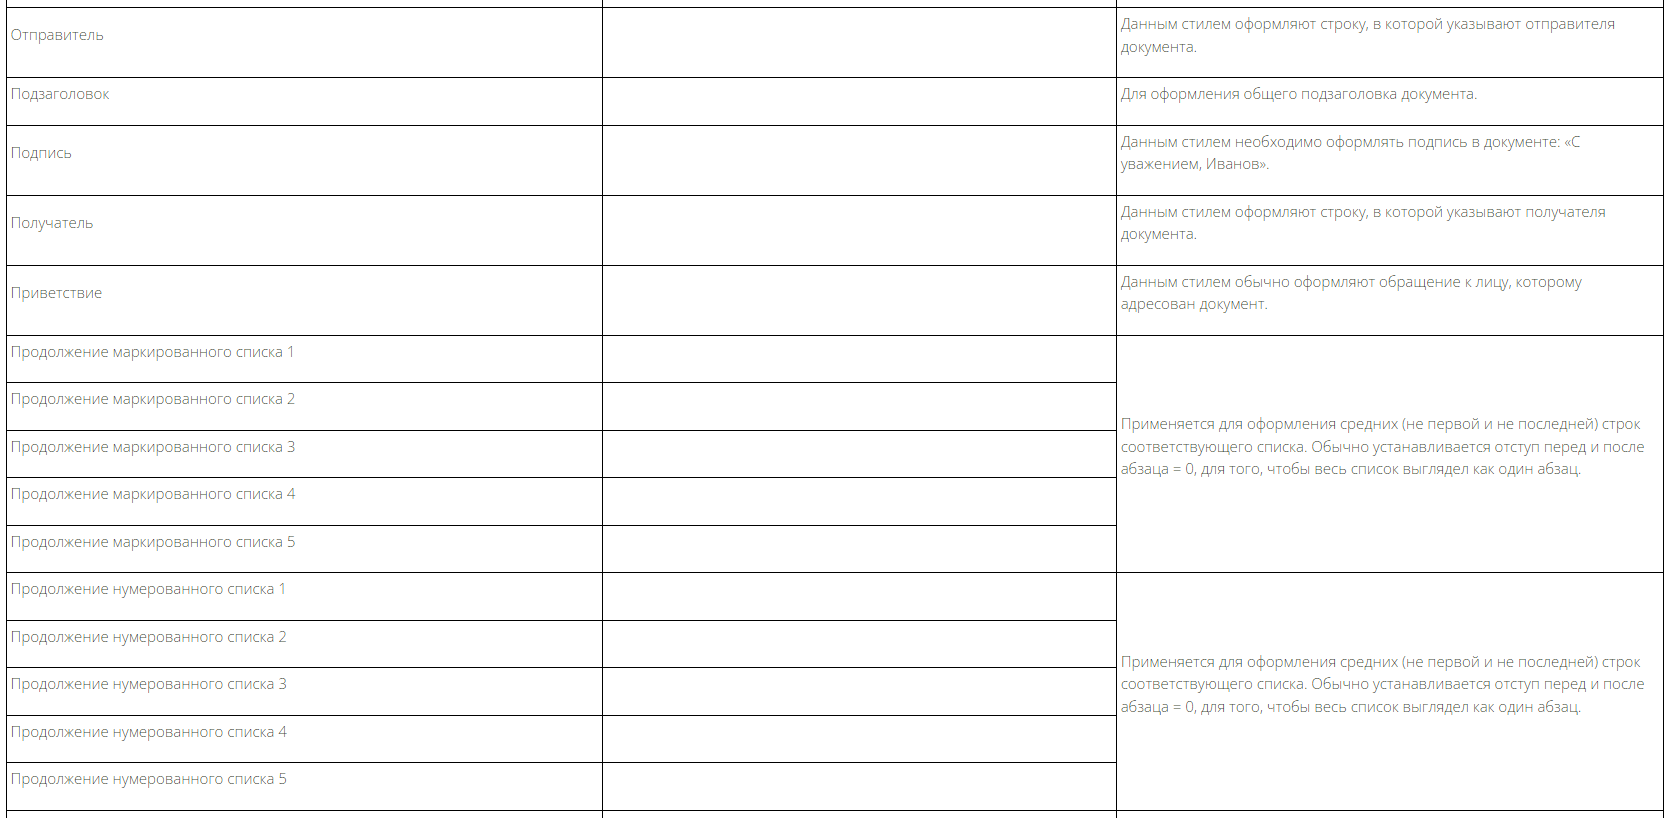 Отправитель
Данным стилем оформляют строку, в которой указывают отправителя
документа.
Подзаголовок
Для оформления общего подзаголовка документа.
Подпись
Данным стилем необходимо оформлять подпись в документе: «С
уважением, Иванов».
Получатель
Данным стилем оформляют строку, в которой указывают получателя
документа.
Приветствие
Данным стилем обычно оформляют обращение к лицу, которому
адресован документ.
Продолжение маркированного списка 1
Продолжение маркированного списка 2
Продолжение маркированного списка 3
Продолжение маркированного списка 4
Продолжение маркированного списка 5
Применяется для оформления средних (не первой и не последней) строк
соответствующего списка. Обычно устанавливается отступ перед и после
абзаца = 0, для того, чтобы весь список выглядел как один абзац.
Продолжение нумерованного списка 1
Продолжение нумерованного списка 2
Продолжение нумерованного списка 3
Продолжение нумерованного списка 4
Продолжение нумерованного списка 5
Применяется для оформления средних (не первой и не последней) строк
соответствующего списка. Обычно устанавливается отступ перед и после
абзаца = 0, для того, чтобы весь список выглядел как один абзац.